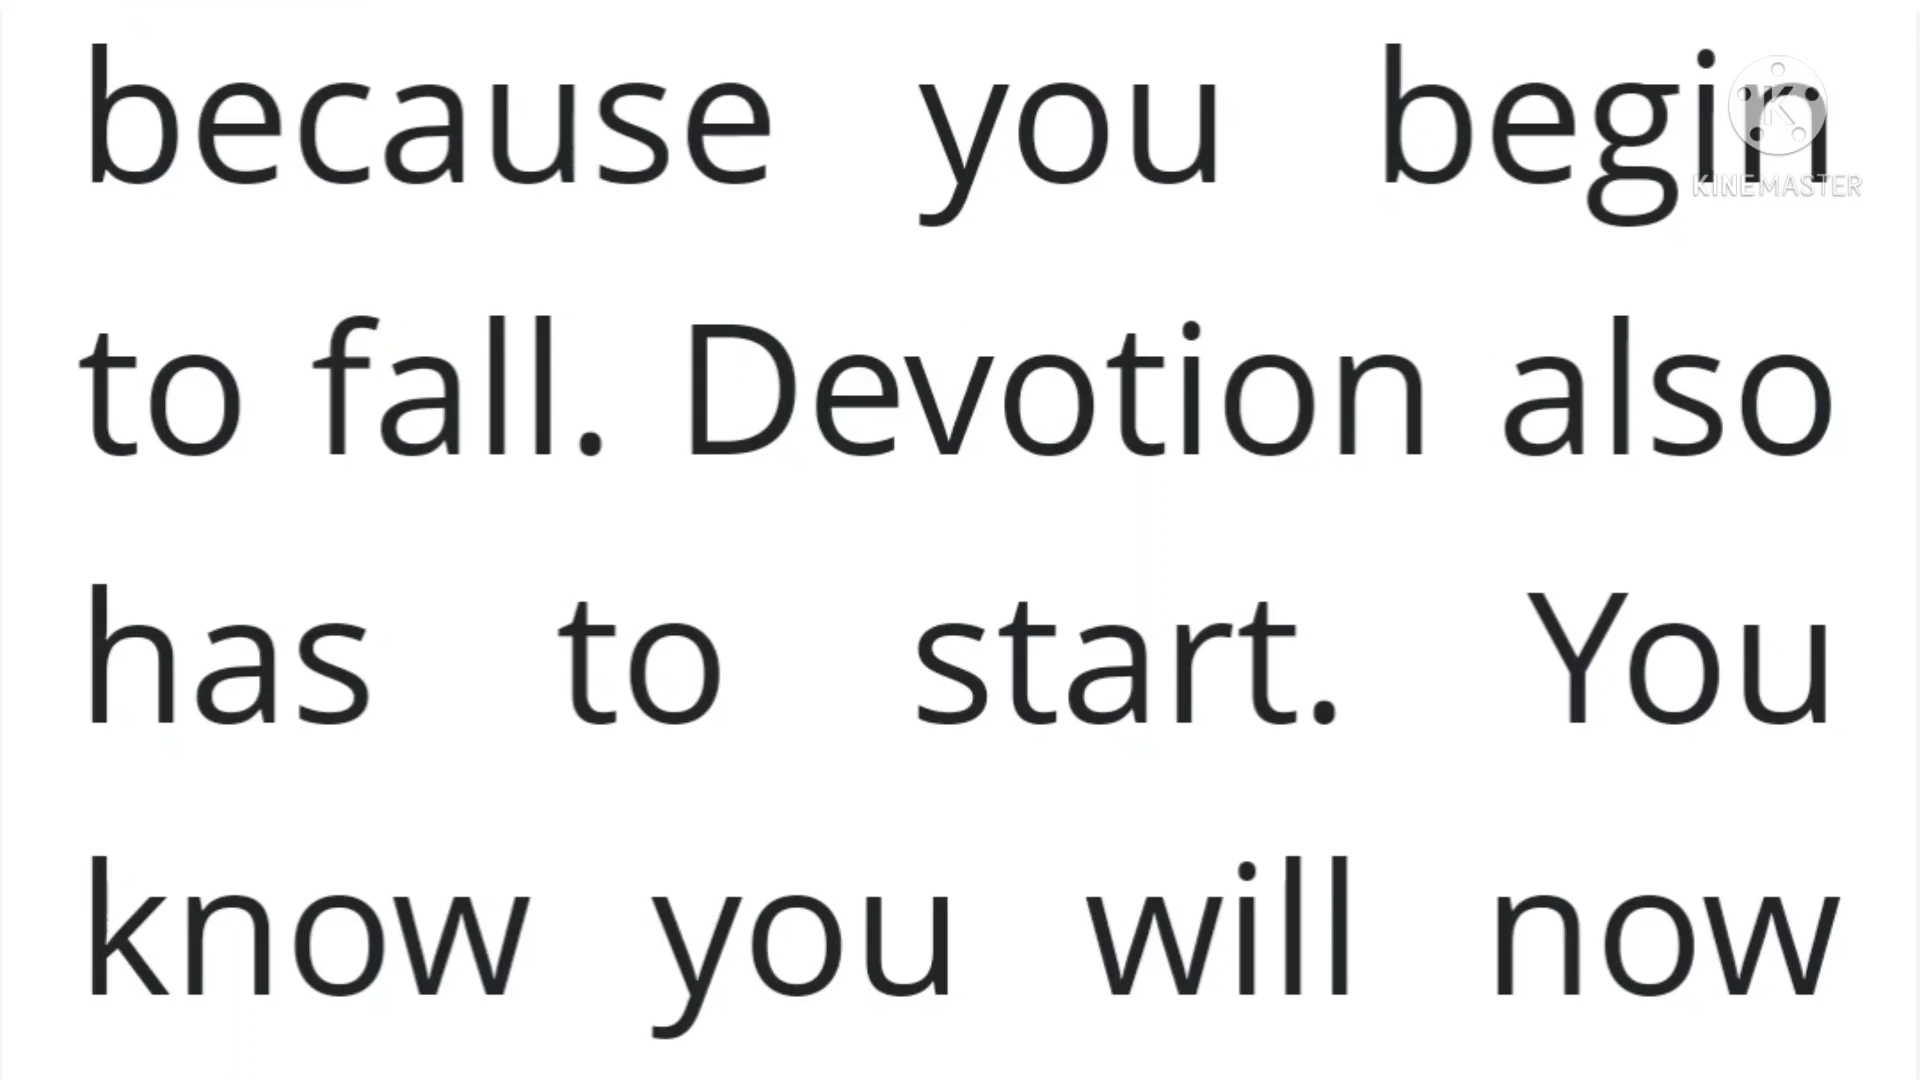 because you begin
KINEMASTER
to fall. Devotion also
has to start. You
know you will now